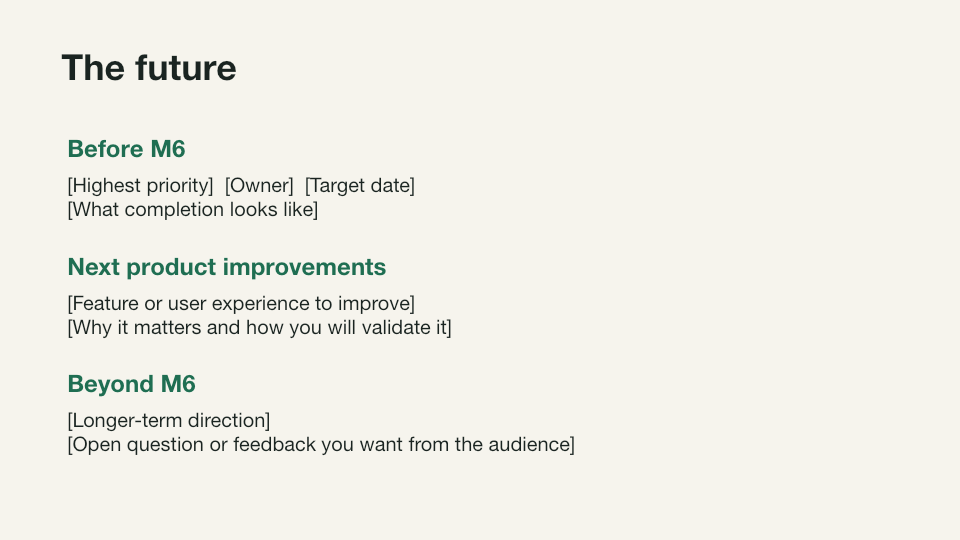 The future
Before M6
[Highest priority]  [Owner]  [Target date]
[What completion looks like]
Next product improvements
[Feature or user experience to improve]
[Why it matters and how you will validate it]
Beyond M6
[Longer-term direction]
[Open question or feedback you want from the audience]